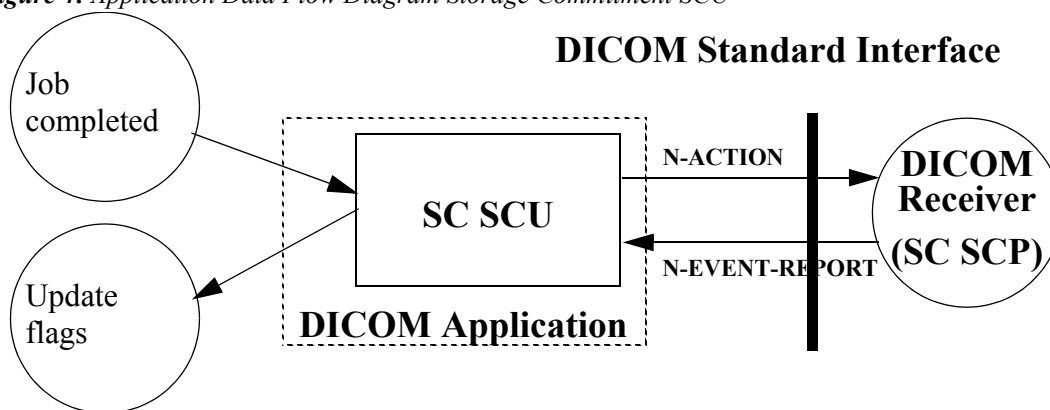 gure 4. Application Data Flow Diagram Storage Commitment SCU
DICOM Standard Interface
Job
completed
N-ACTION
DICOM
Receiver
(SC SCP)
SC SCU
N-EVENT-REPORT
Update
flags
DICOM Application